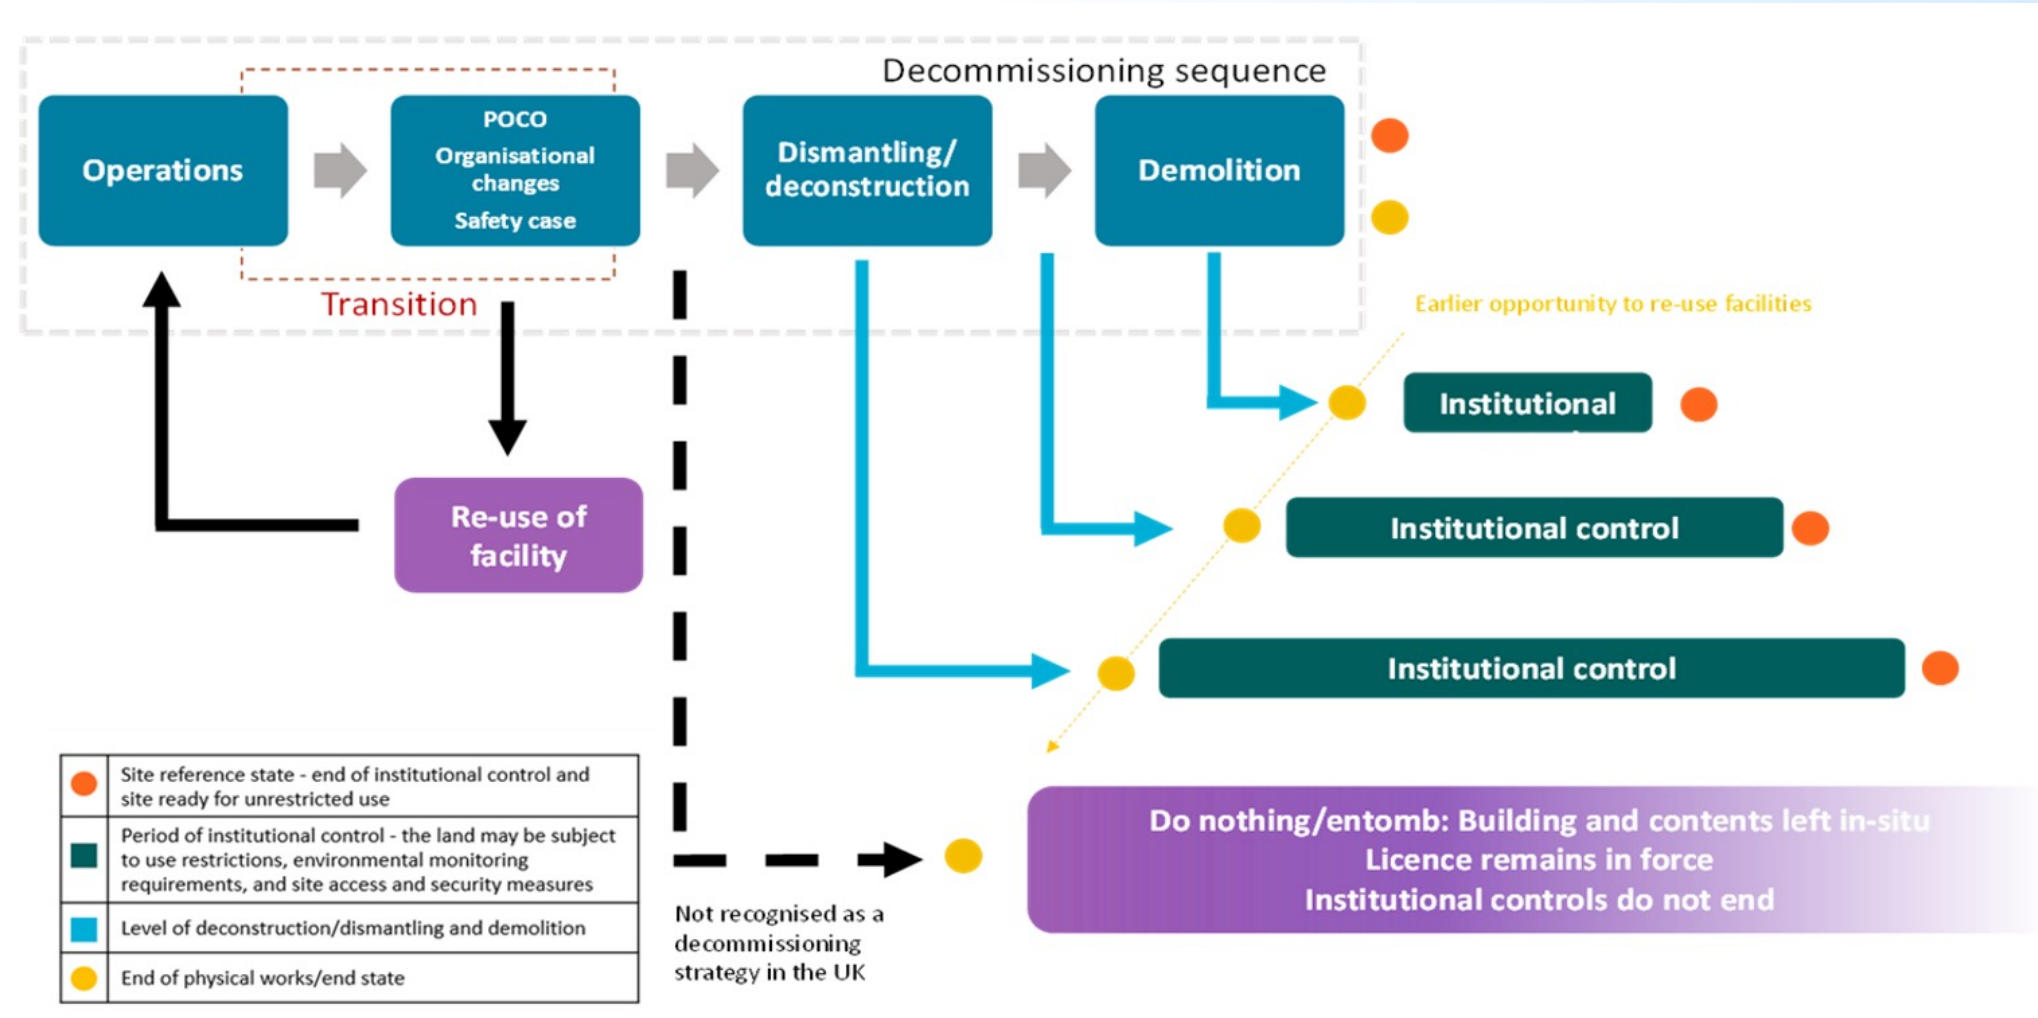 Decommissioning sequence
Operations
POCO
Organisational
changes
Safety case
Dismantling/
deconstruction
Demolition
Transition
Earlier opportunity to re-use facilities
Institutional
Re-use of
facility
Institutional control
Institutional control
Site reference state - end of institutional control and
site ready for unrestricted use
Period of institutional control - the land may be subject
to use restrictions, environmental monitoring
requirements, and site access and security measures
Level of deconstruction/dismantling and demolition
End of physical works/end state
Do nothing/entomb: Building and contents left in-situ
Licence remains in force
Institutional controls do not end
Not recognised as a
decommissioning
strategy in the UK